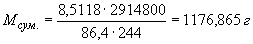 Mсум. = 8,5118 · 2914800 / 86,4 · 244 = 1176,865 г